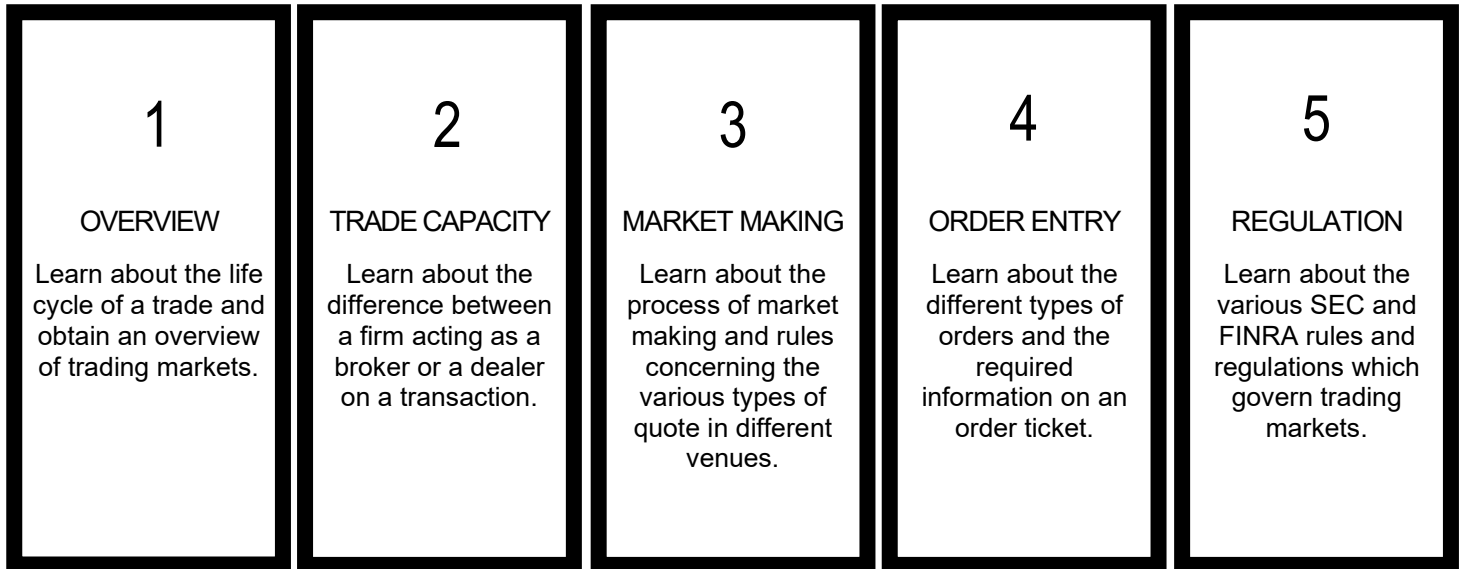 1
OVERVIEW
Learn about the life
cycle of a trade and
obtain an overview
of trading markets.
2
TRADE CAPACITY
Learn about the
difference between
a firm acting as a
broker or a dealer
on a transaction.
3
MARKET MAKING
Learn about the
process of market
making and rules
concerning the
various types of
quote in different
venues.
4
ORDER ENTRY
Learn about the
different types of
orders and the
required
information on an
order ticket.
5
REGULATION
Learn about the
various SEC and
FINRA rules and
regulations which
govern trading
markets.